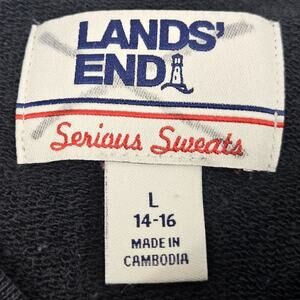 LANDS'
END
Serious Sweats
L
14-16
MADE IN
CAMBODIA